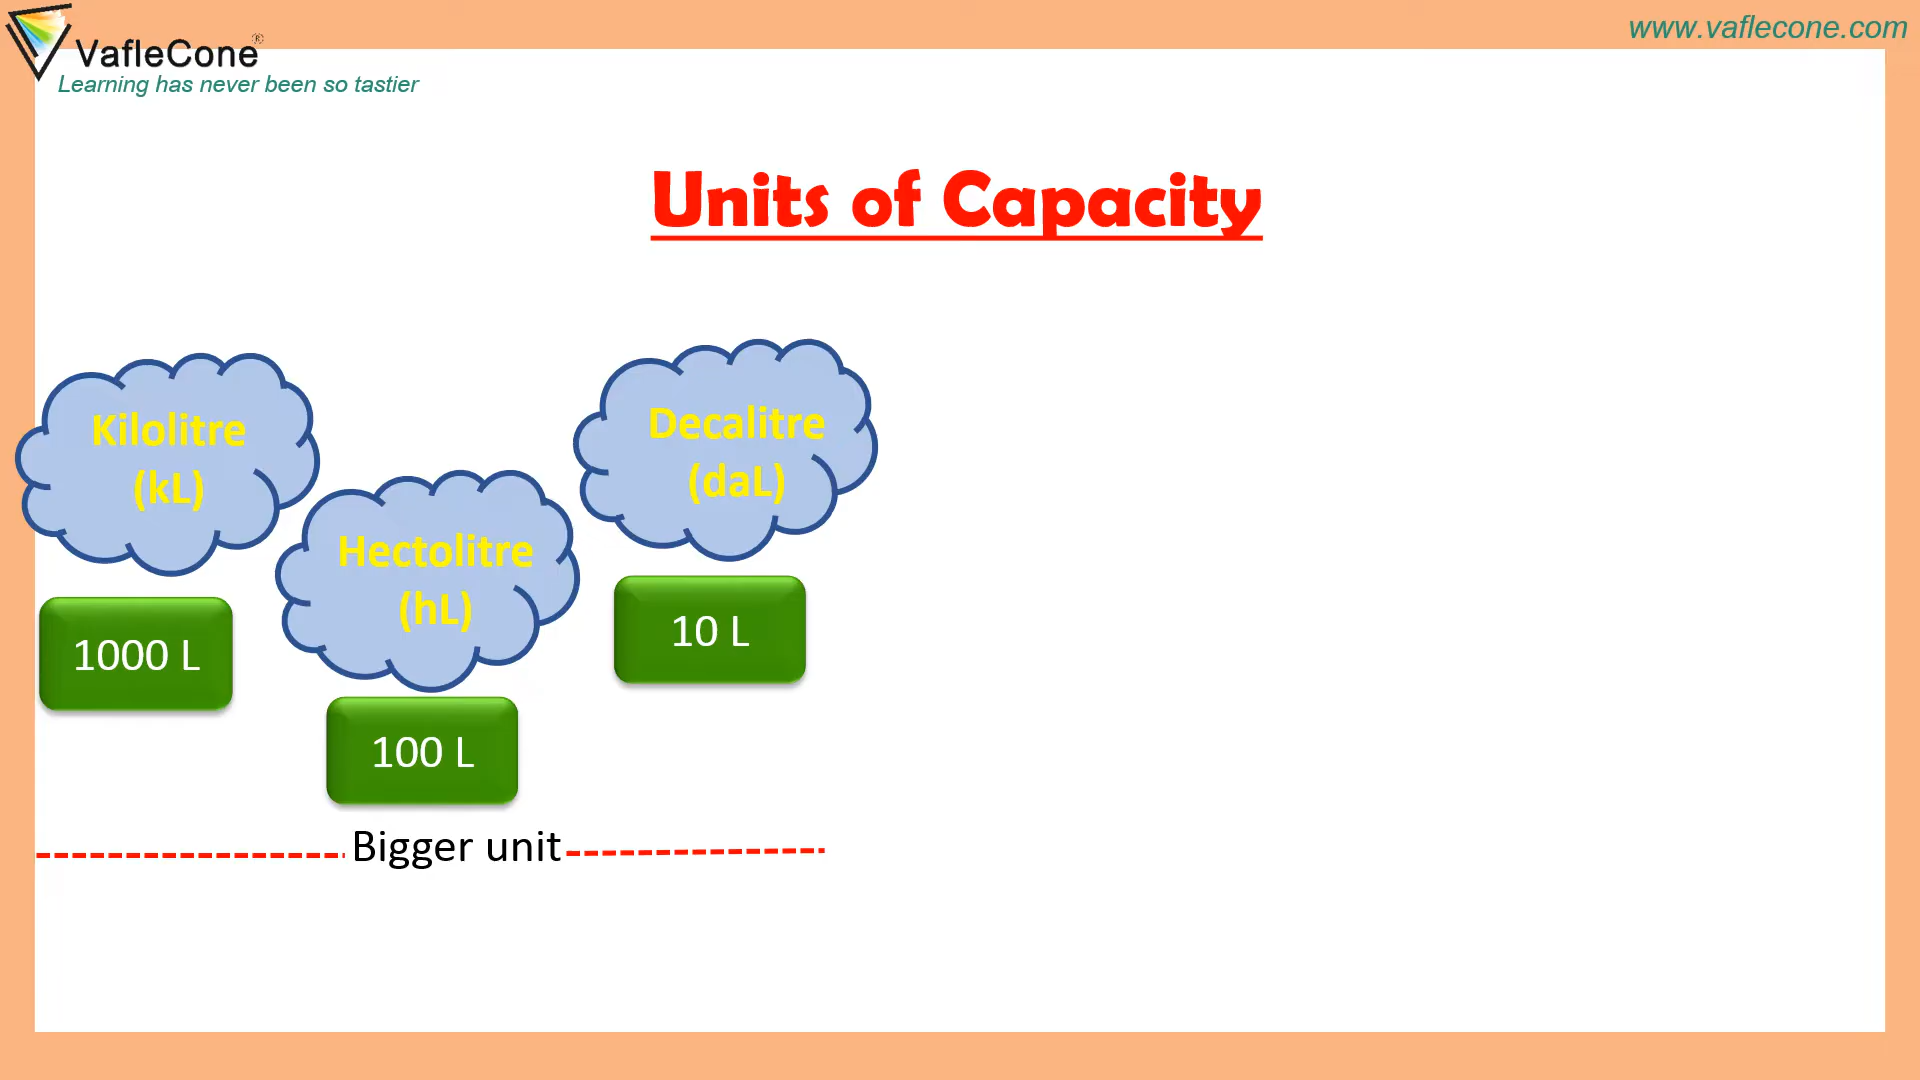 VafleCone®
Learning has never been so tastier
www.vaflecone.com
Units of Capacity
Kilolitre
(kL)
1000 L
Hectolitre
(hL)
100 L
Decalitre
(daL)
10 L
Bigger unit